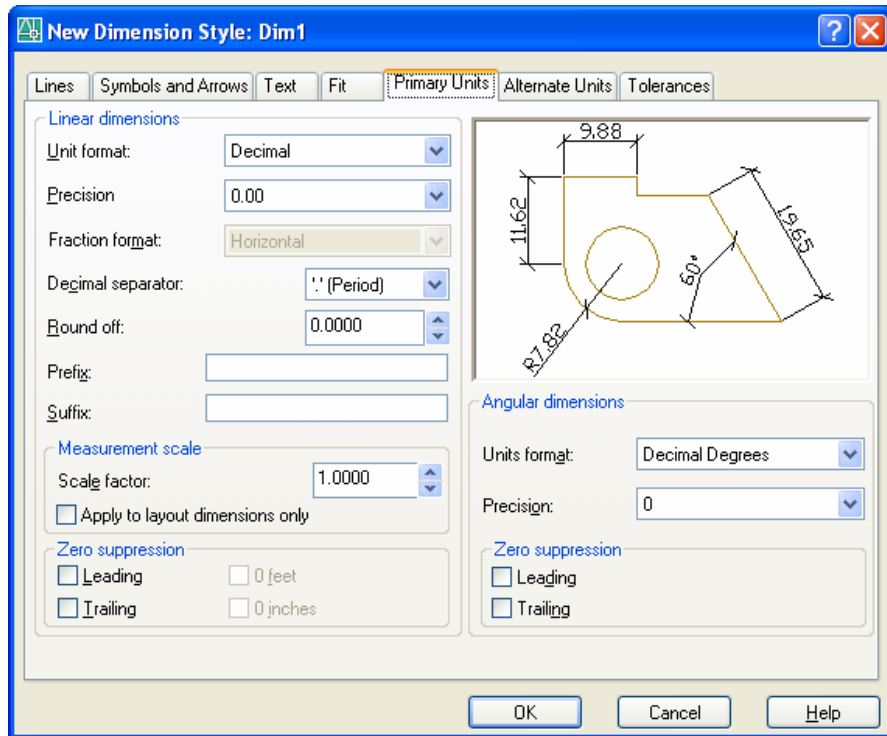 New Dimension Style: Dim1
Lines Symbols and Arrows Text Fit Primary Units Alternate Units Tolerances
Linear dimensions
Unit format: Decimal
Precision 0.00
Fraction format: Horizontal
Decimal separator: '.' (Period)
Round off: 0.0000
Prefix:
Suffix:
Measurement scale
Scale factor: 1.0000
Apply to layout dimensions only
Zero suppression
Leading 0 feet
Trailing 0 inches
9.88
11.62
19.65
60°
R7.82
Angular dimensions
Units format: Decimal Degrees
Precision: 0
Zero suppression
Leading
Trailing
OK Cancel Help